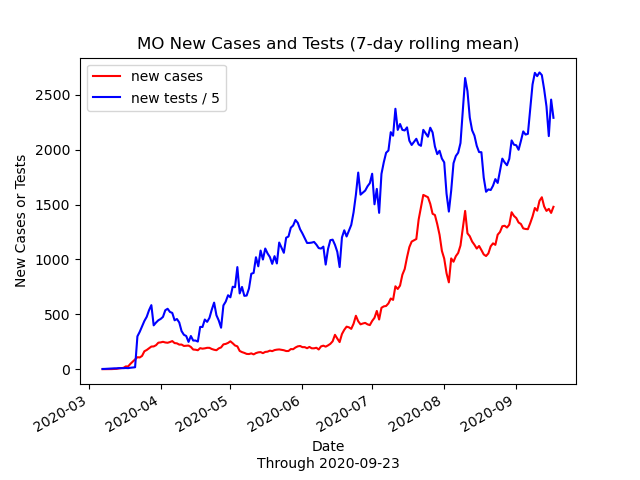 MO New Cases and Tests (7-day rolling mean)
new cases
new tests / 5
New Cases or Tests
2500
2000
1500
1000
500
0
2020-03
2020-04
2020-05
2020-06
2020-07
2020-08
2020-09
Date
Through 2020-09-23